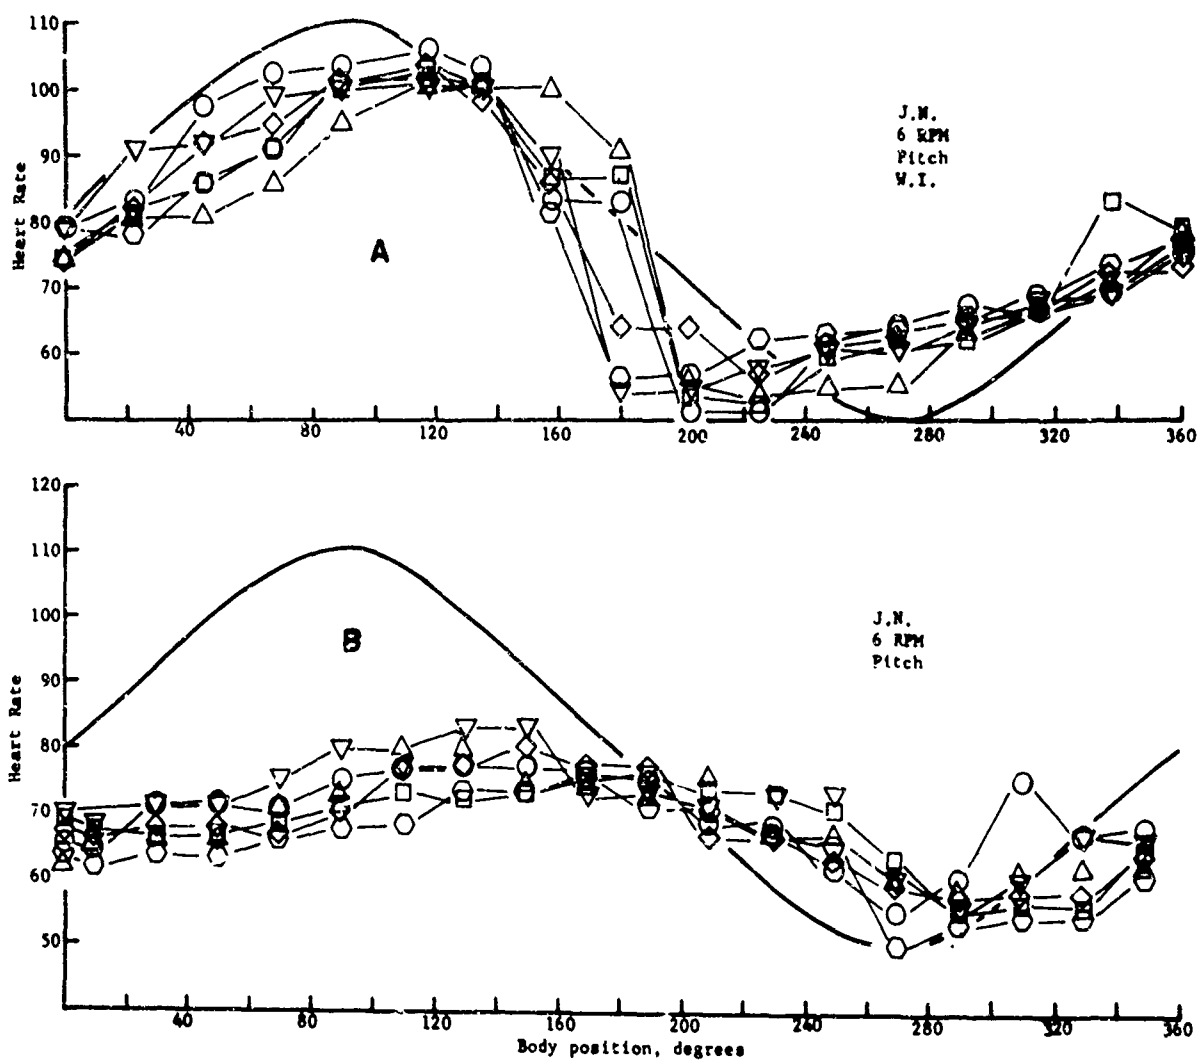 110
100
90
80
70
60
Heart Rate
A
J.N.
6 RPM
Pitch
W.I.
40 80 120 160 200 240 280 320 360
120
110
100
90
80
70
60
50
Heart Rate
B
J.N.
6 RPM
Pitch
40 80 120 160 200 240 280 320 360
Body position, degrees